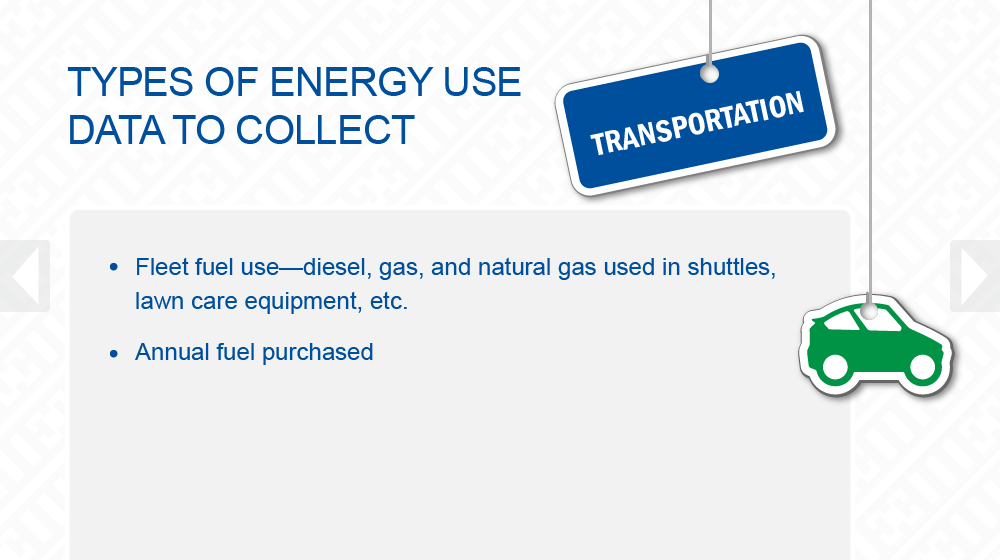 TYPES OF ENERGY USE
DATA TO COLLECT
TRANSPORTATION
• Fleet fuel use—diesel, gas, and natural gas used in shuttles,
lawn care equipment, etc.
• Annual fuel purchased